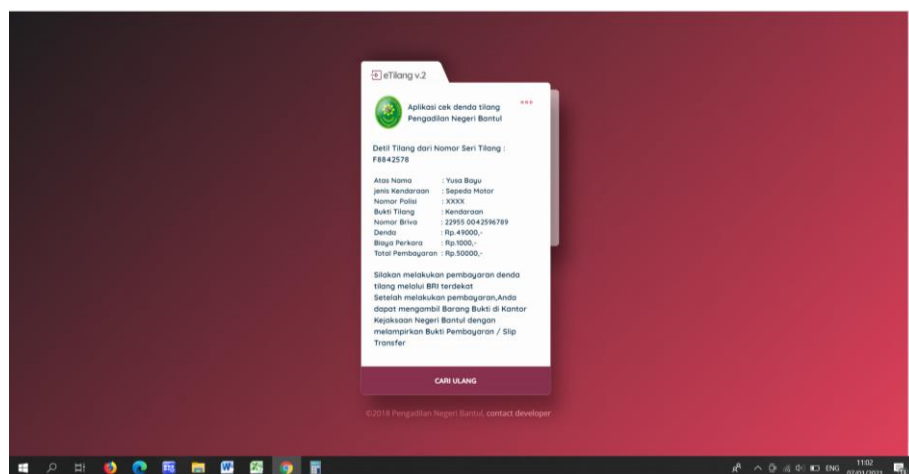 eTilang v.2
Aplikasi cek denda tilang
Pengadilan Negeri Bantul
Detil Tilang dari Nomor Seri Tilang :
F8842578
Atas Nama : Yusa Bayu
jenis Kendaraan : Sepeda Motor
Nomor Polisi : XXXX
Bukti Tilang : Kendaraan
Nomor Briva : 22955 0042596789
Denda : Rp.49000,-
Biaya Perkara : Rp.1000,-
Total Pembayaran : Rp.50000,-
Silakan melakukan pembayaran denda
tilang melalui BRI terdekat
Setelah melakukan pembayaran,Anda
dapat mengambil Barang Bukti di Kantor
Kejaksaan Negeri Bantul dengan
melampirkan Bukti Pembayaran / Slip
Transfer
CARI ULANG
©2018 Pengadilan Negeri Bantul, contact developer
ENG
11:02